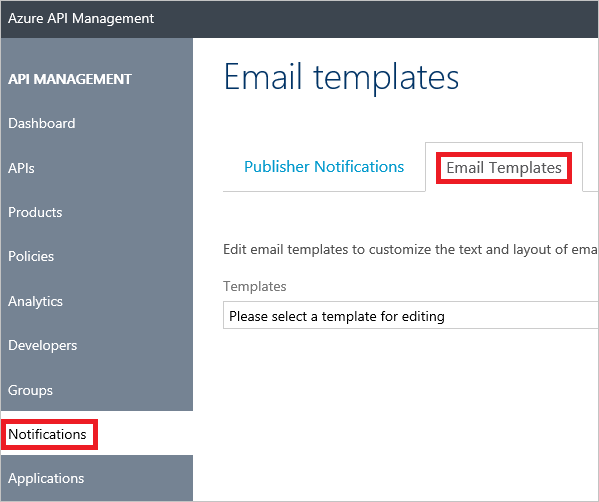 Azure API Management
API MANAGEMENT
Dashboard
APIs
Products
Policies
Analytics
Developers
Groups
Notifications
Applications
Email templates
Publisher Notifications
Email Templates
Edit email templates to customize the text and layout of ema
Templates
Please select a template for editing